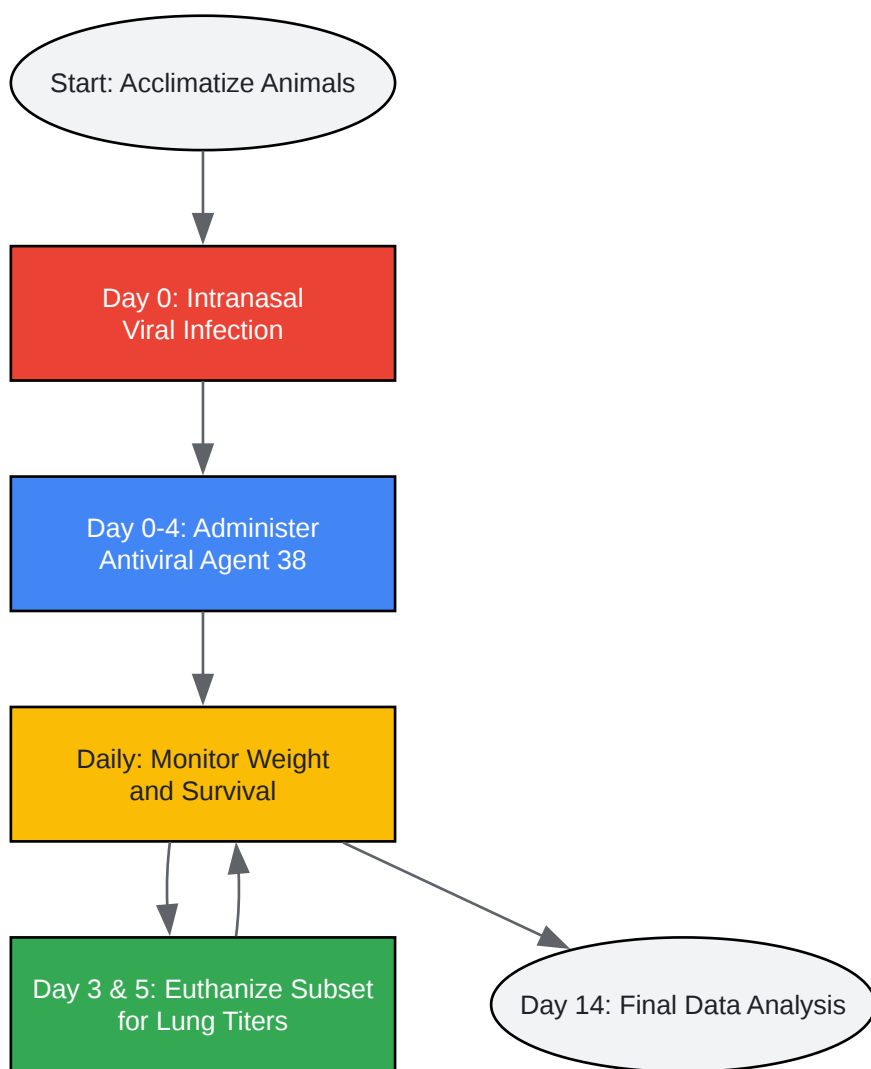 Start: Acclimatize Animals
Day 0: Intranasal
Viral Infection
Day 0-4: Administer
Antiviral Agent 38
Daily: Monitor Weight
and Survival
Day 3 & 5: Euthanize Subset
for Lung Titers
Day 14: Final Data Analysis